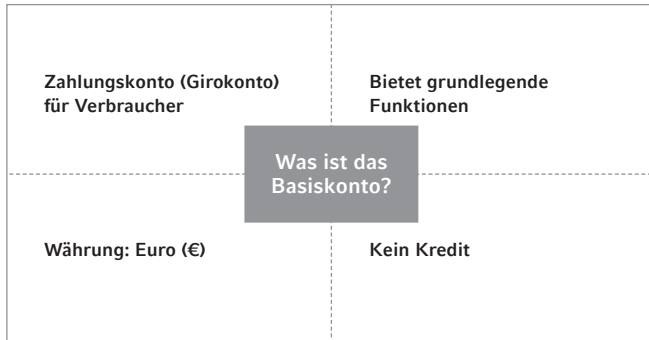 Zahlungskonto (Girokonto)
für Verbraucher
Bietet grundlegende
Funktionen
Was ist das
Basiskonto?
Währung: Euro (€)
Kein Kredit